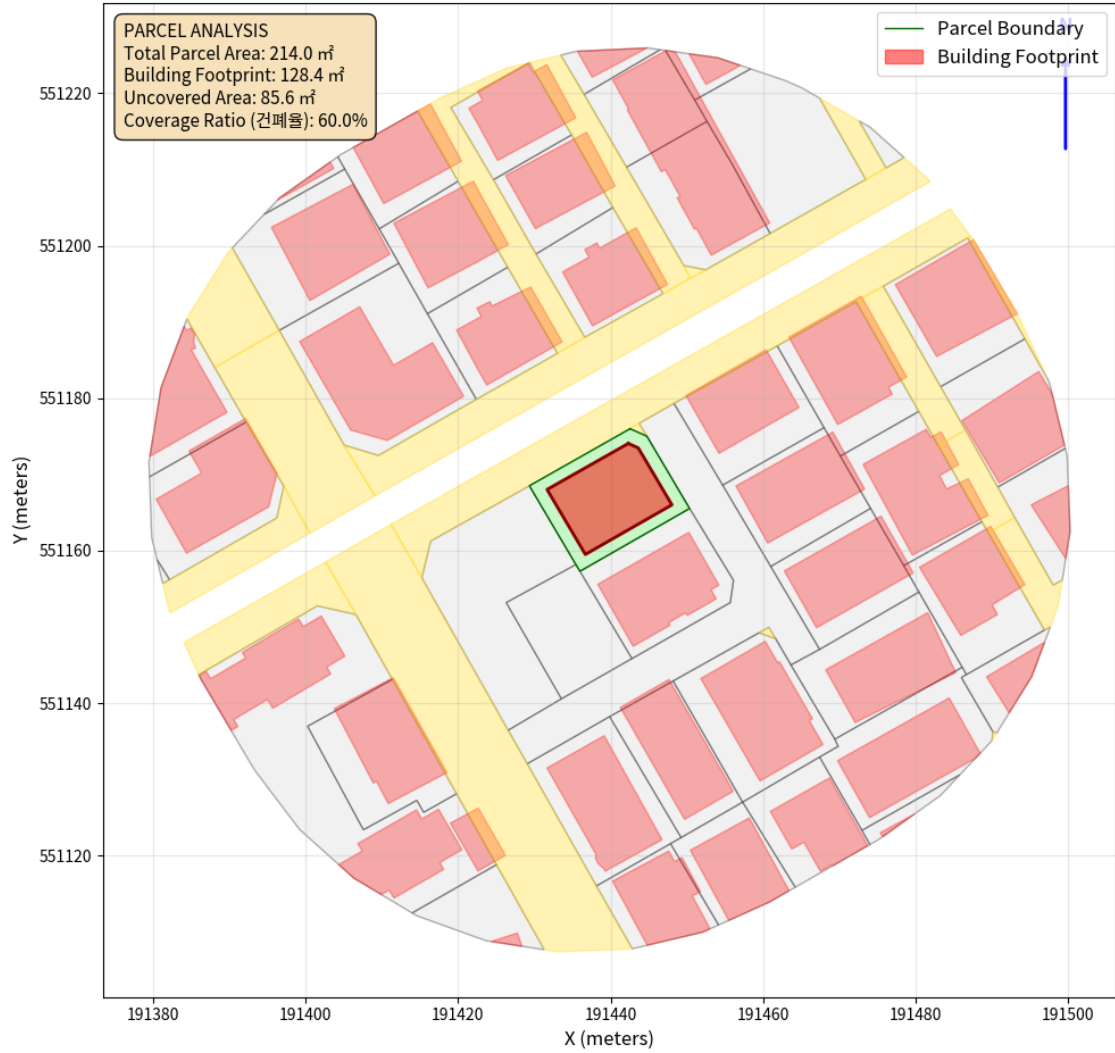 PARCEL ANALYSIS
Total Parcel Area: 214.0 ㎡
Building Footprint: 128.4 ㎡
Uncovered Area: 85.6 ㎡
Coverage Ratio (건폐율): 60.0%
Parcel Boundary
Building Footprint
N
551220
551200
551180
551160
551140
551120
Y (meters)
191380
191400
191420
191440
191460
191480
191500
X (meters)